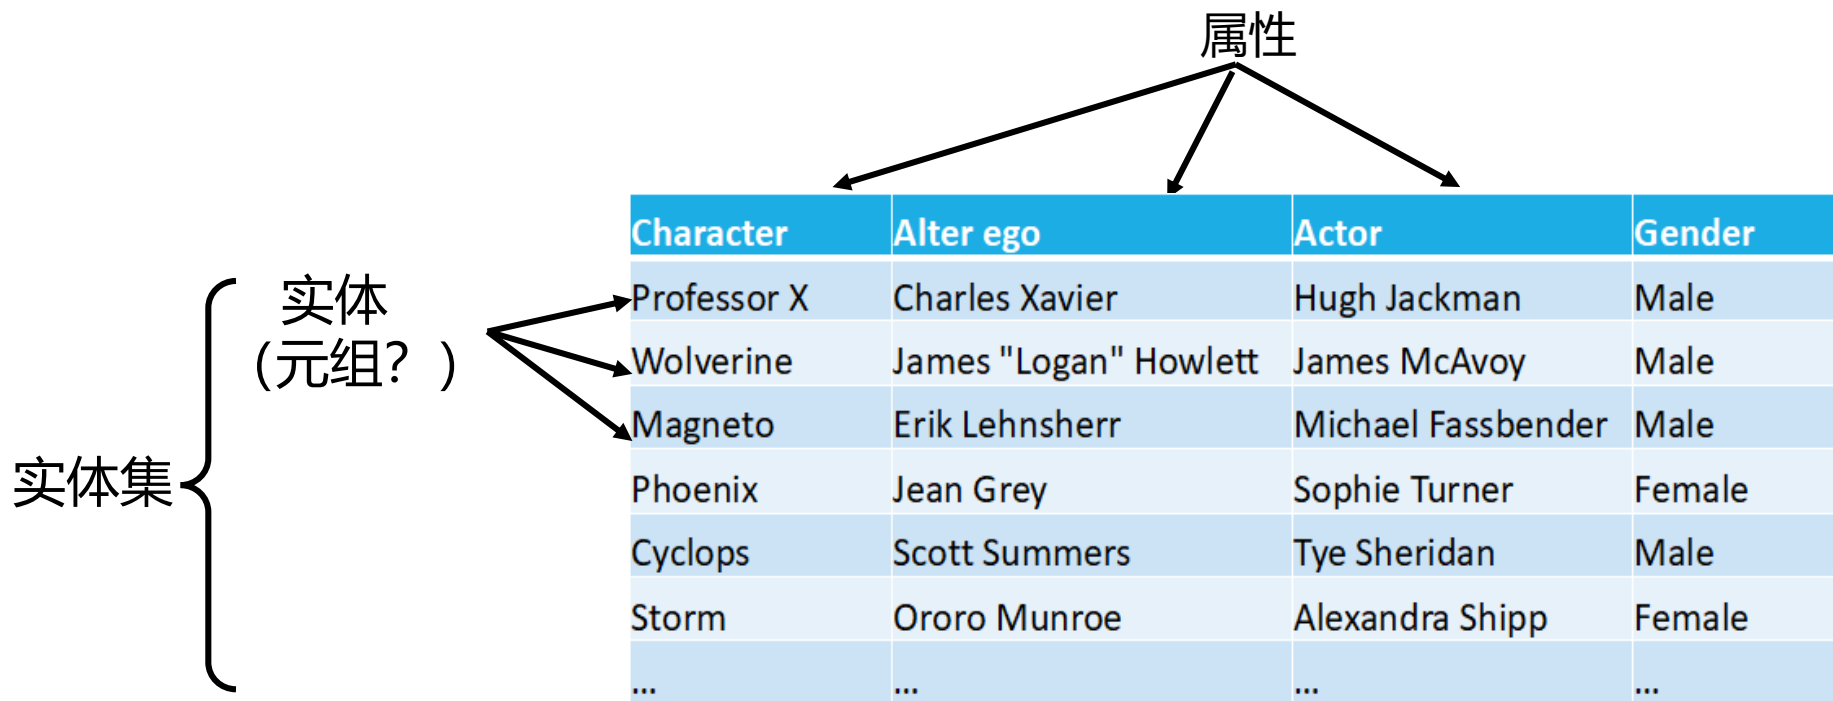 属性
Character Alter ego Actor Gender
实体
（元组？）
实体集
Professor X Charles Xavier Hugh Jackman Male
Wolverine James "Logan" Howlett James McAvoy Male
Magneto Erik Lehnsherr Michael Fassbender Male
Phoenix Jean Grey Sophie Turner Female
Cyclops Scott Summers Tye Sheridan Male
Storm Ororo Munroe Alexandra Shipp Female
... ... ... ...